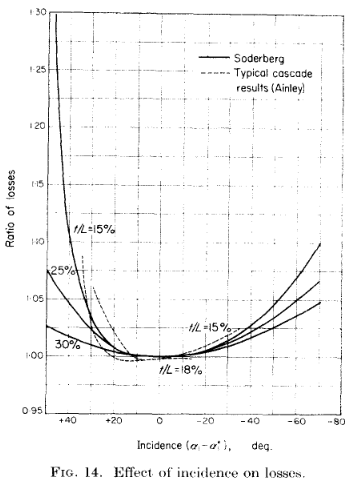 1·30
Soderberg
Typical cascade
results (Ainley)
1·25
1·20
1·15
Ratio of losses
t/L=15%
1·10
25%
1·05
t/L=15%
1·00
30%
t/L=18%
0·95
+40 +20 0 -20 -40 -60 -80
Incidence (α₁-α₁*), deg.
FIG. 14. Effect of incidence on losses.